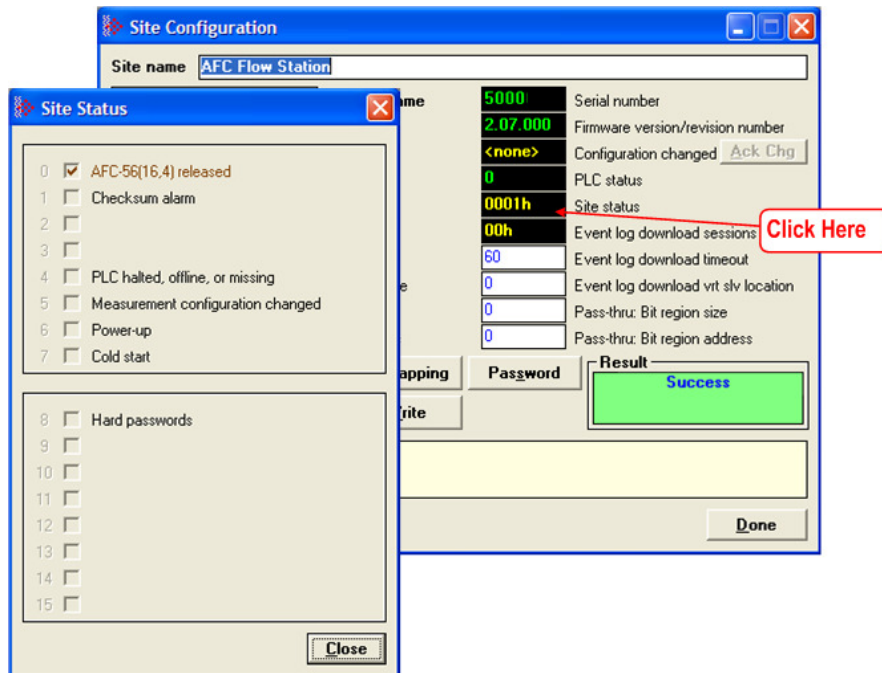 Site Configuration
Site name AFC Flow Station
5000 Serial number
2.07.000 Firmware version/revision number
<none> Configuration changed Ack Chg
0 PLC status
0001h Site status
00h Event log download sessions
60 Event log download timeout
0 Event log download vrt slv location
0 Pass-thru: Bit region size
0 Pass-thru: Bit region address
Click Here
Password
Result
Success
Done
Site Status
0 AFC-56(16,4) released
1 Checksum alarm
2
3
4 PLC halted, offline, or missing
5 Measurement configuration changed
6 Power-up
7 Cold start
8 Hard passwords
9
10
11
12
13
14
15
Close